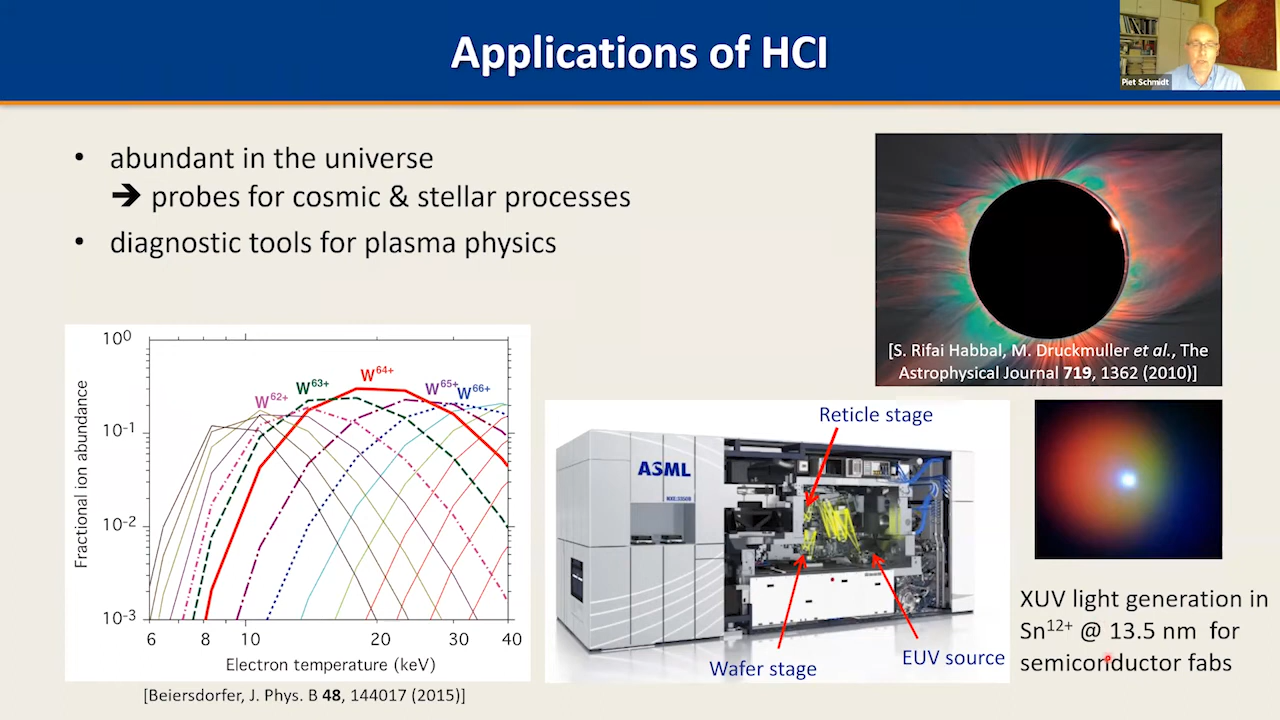 Applications of HCI
Piet Schmidt
• abundant in the universe
➔ probes for cosmic & stellar processes
• diagnostic tools for plasma physics
[S. Rifai Habbal, M. Druckmuller et al., The
Astrophysical Journal 719, 1362 (2010)]
Fractional ion abundance
10⁰
10⁻¹
10⁻²
10⁻³
W⁶²⁺
W⁶³⁺
W⁶⁴⁺
W⁶⁵⁺
W⁶⁶⁺
6 8 10 20 30 40
Electron temperature (keV)
[Beiersdorfer, J. Phys. B 48, 144017 (2015)]
Reticle stage
ASML
Wafer stage
EUV source
XUV light generation in
Sn¹²⁺ @ 13.5 nm for
semiconductor fabs